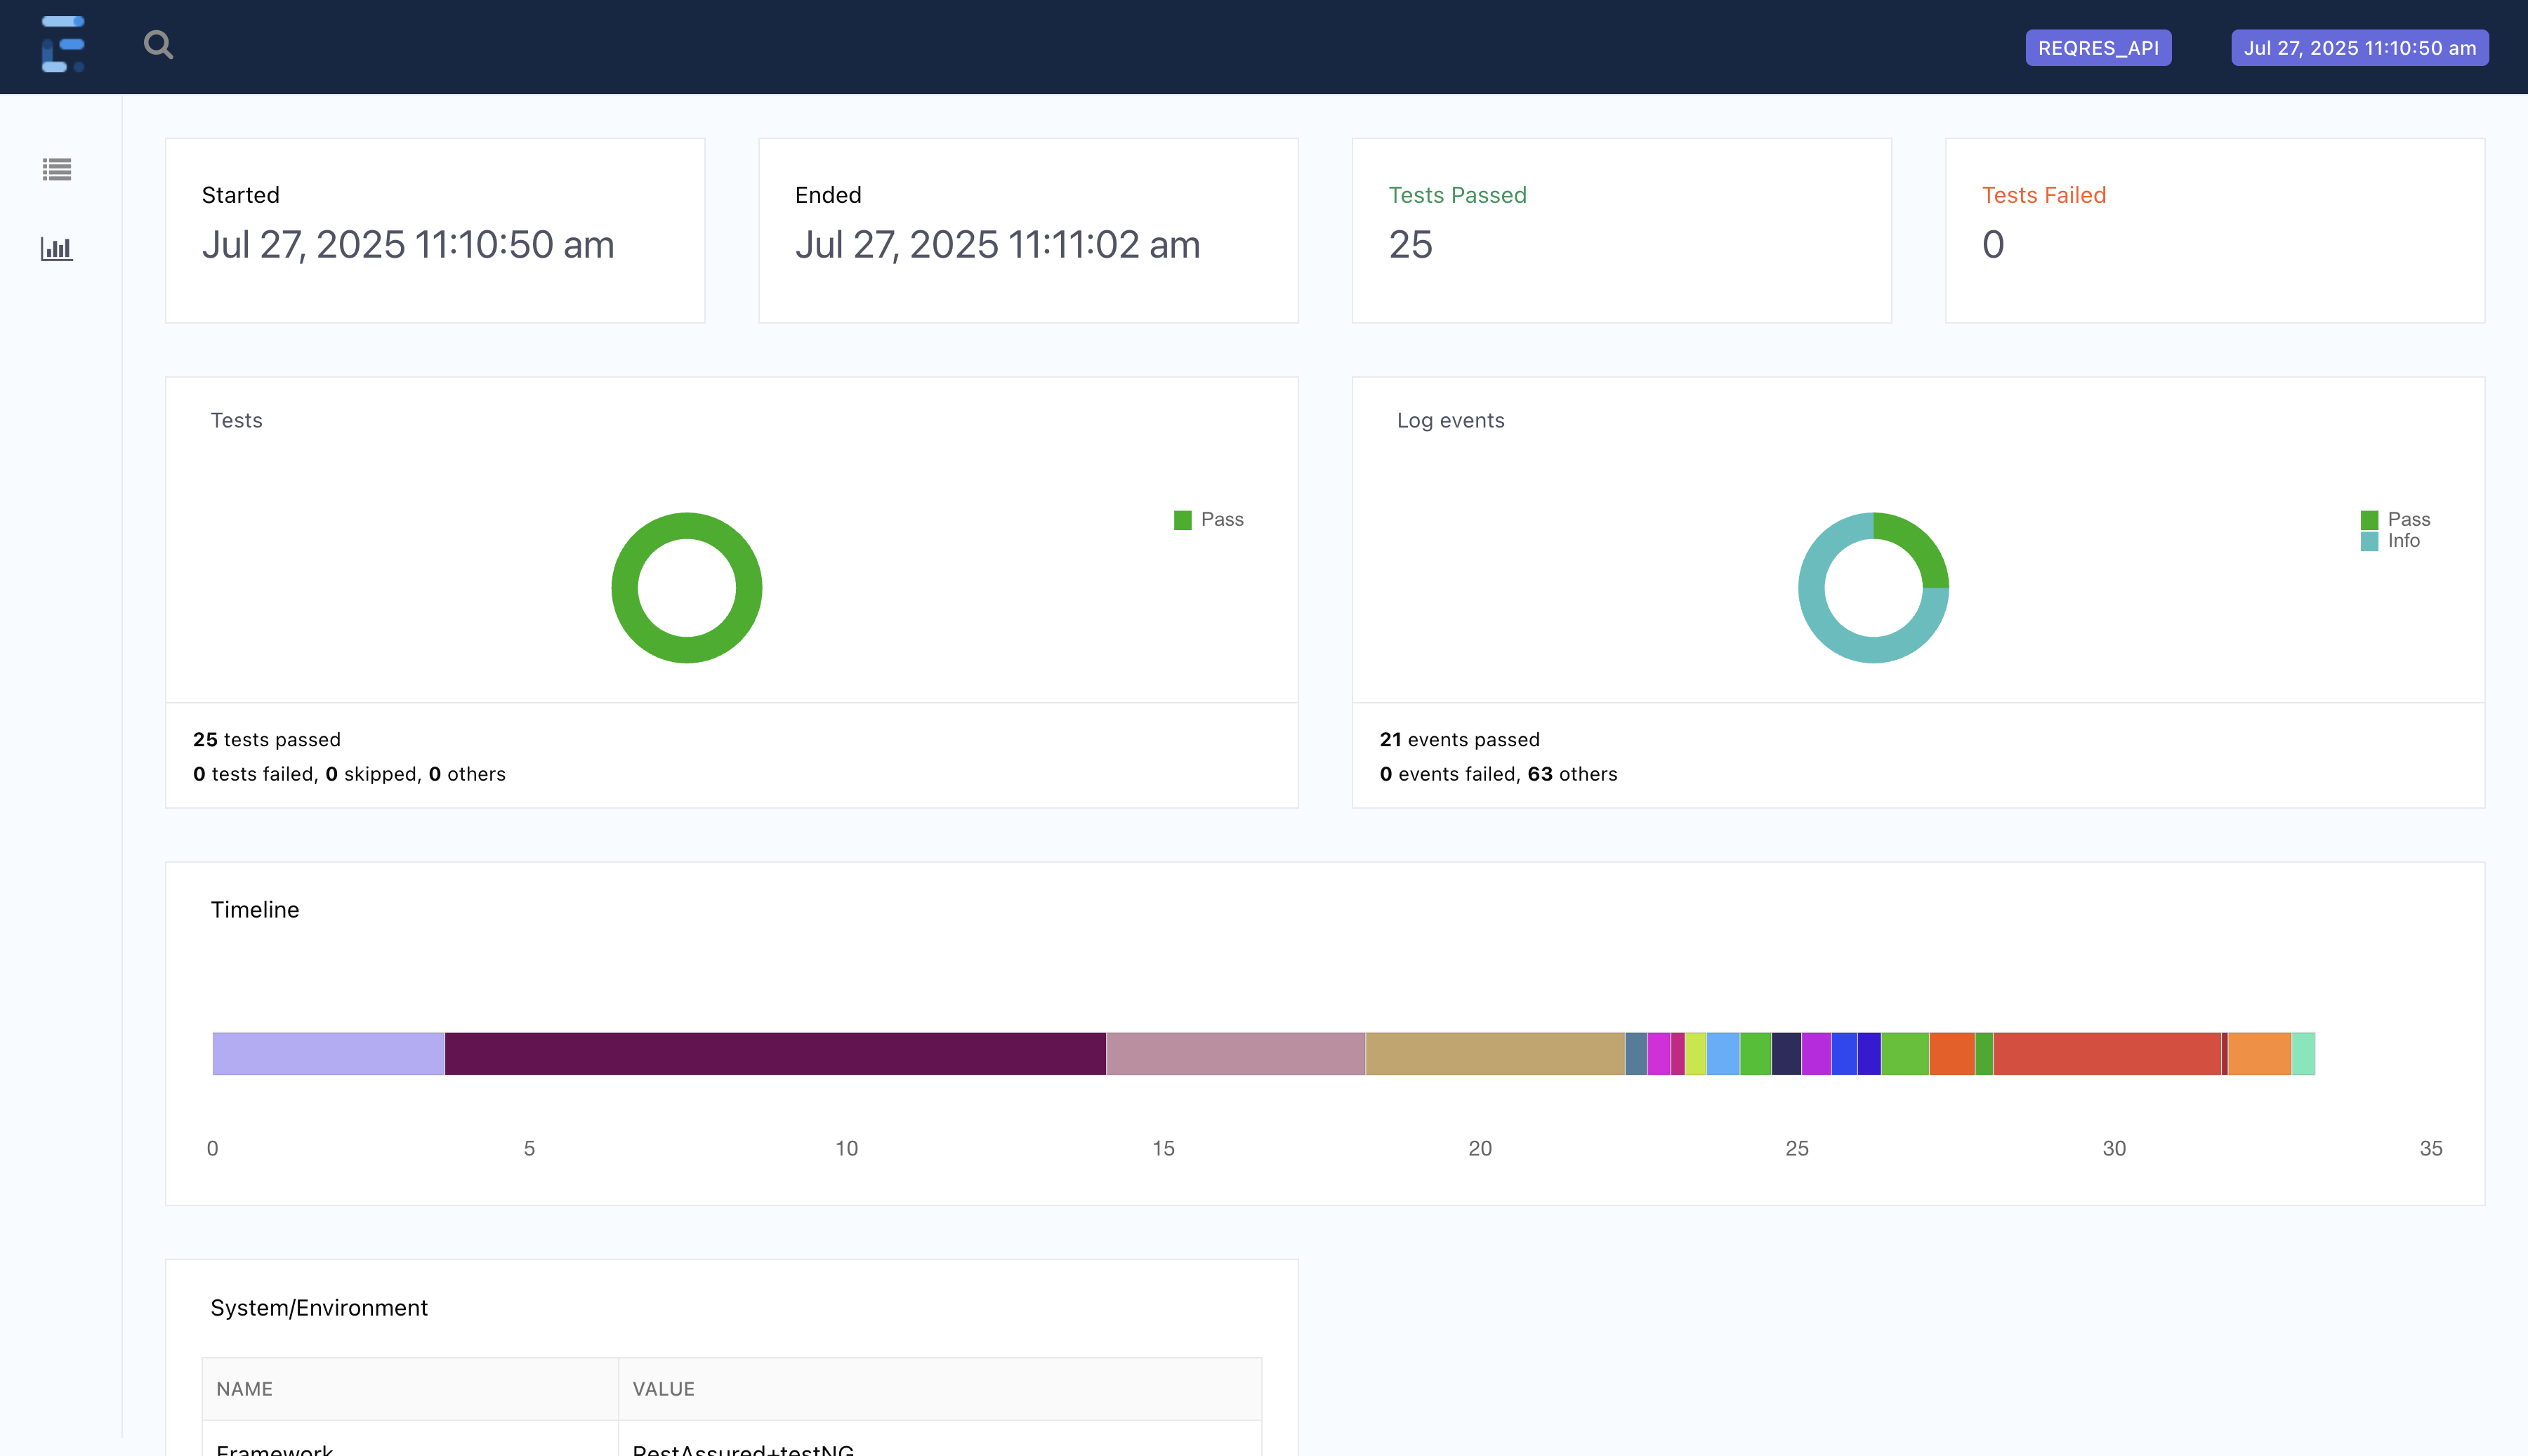 REQRES_API
Jul 27, 2025 11:10:50 am
Started
Jul 27, 2025 11:10:50 am
Ended
Jul 27, 2025 11:11:02 am
Tests Passed
25
Tests Failed
0
Tests
Pass
25 tests passed
0 tests failed, 0 skipped, 0 others
Log events
Pass
Info
21 events passed
0 events failed, 63 others
Timeline
0 5 10 15 20 25 30 35
System/Environment
NAME VALUE
Framework RestAssured+testNG